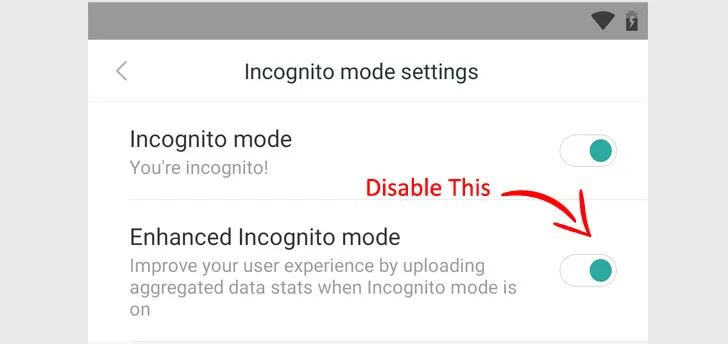 Incognito mode settings
Incognito mode
You're incognito!
Disable This
Enhanced Incognito mode
Improve your user experience by uploading
aggregated data stats when Incognito mode is
on